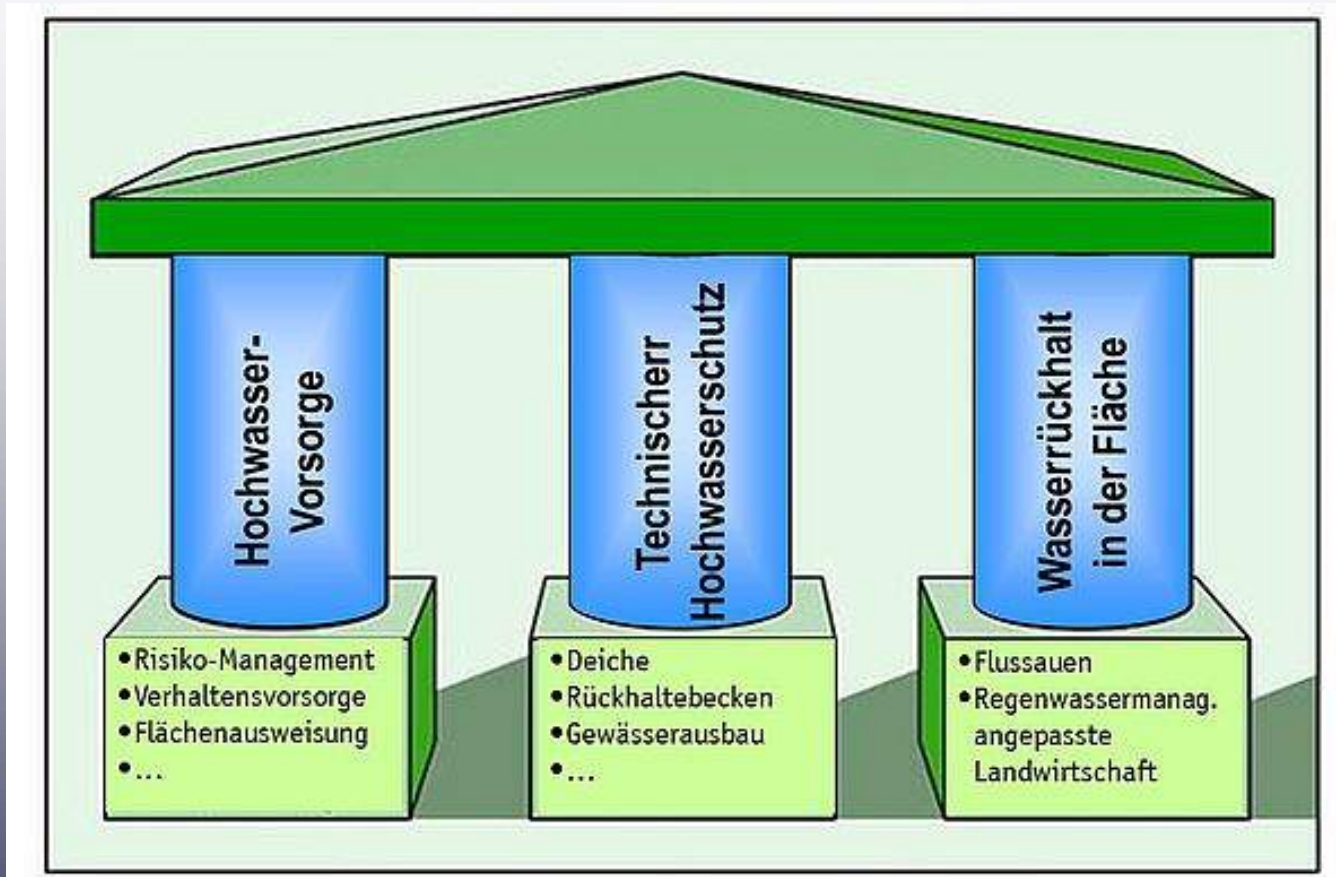 Hochwasser-
Vorsorge
Technischerr
Hochwasserschutz
Wasserrückhalt
in der Fläche
•Risiko-Management
•Verhaltensvorsorge
•Flächenausweisung
•...
•Deiche
•Rückhaltebecken
•Gewässerausbau
•...
•Flussauen
•Regenwassermanag.
angepasste
Landwirtschaft